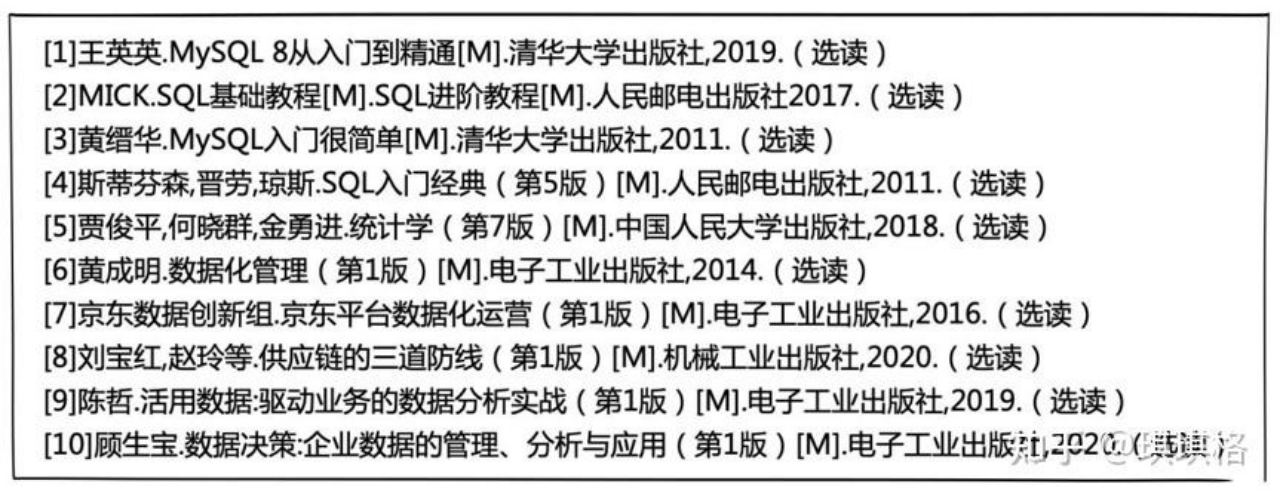 [1]王英英.MySQL 8从入门到精通[M].清华大学出版社,2019.（选读）
[2]MICK.SQL基础教程[M].SQL进阶教程[M].人民邮电出版社2017.（选读）
[3]黄缙华.MySQL入门很简单[M].清华大学出版社,2011.（选读）
[4]斯蒂芬森,晋劳,琼斯.SQL入门经典（第5版）[M].人民邮电出版社,2011.（选读）
[5]贾俊平,何晓群,金勇进.统计学（第7版）[M].中国人民大学出版社,2018.（选读）
[6]黄成明.数据化管理（第1版）[M].电子工业出版社,2014.（选读）
[7]京东数据创新组.京东平台数据化运营（第1版）[M].电子工业出版社,2016.（选读）
[8]刘宝红,赵玲等.供应链的三道防线（第1版）[M].机械工业出版社,2020.（选读）
[9]陈哲.活用数据:驱动业务的数据分析实战（第1版）[M].电子工业出版社,2019.（选读）
[10]顾生宝.数据决策:企业数据的管理、分析与应用（第1版）[M].电子工业出版社,2020.（选读）
知乎 @琪琪格